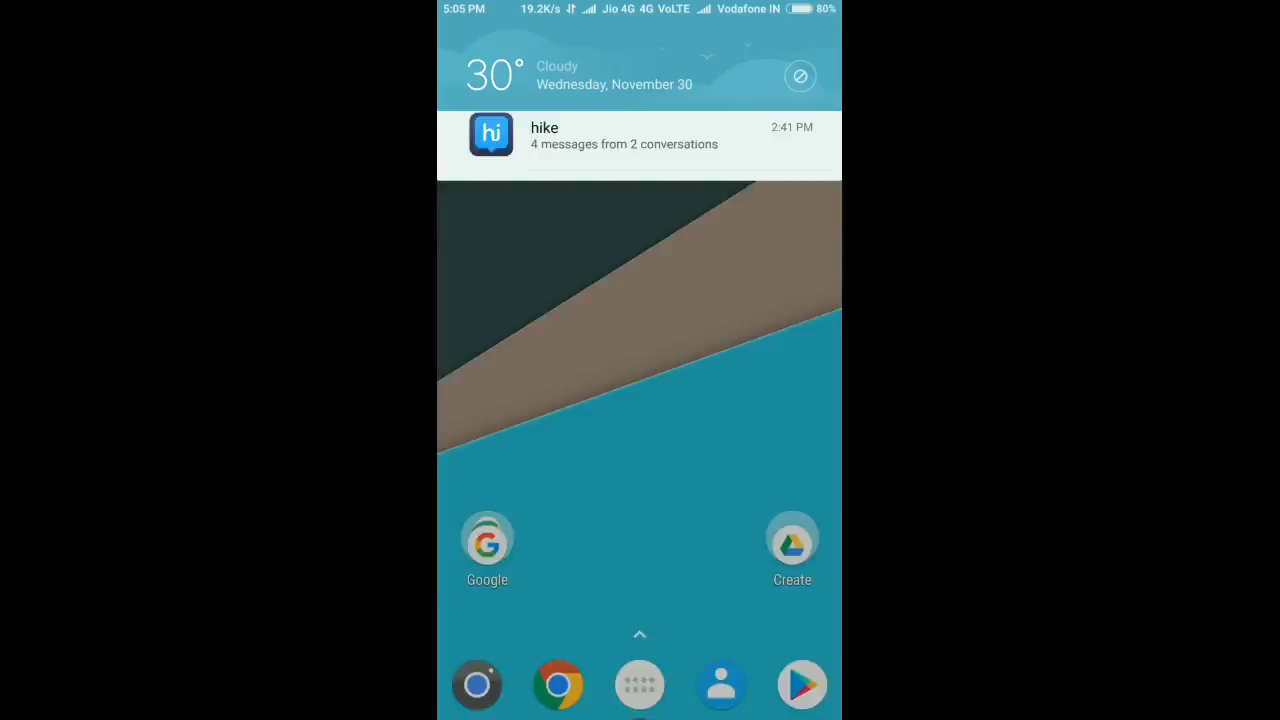 5:05 PM 19.2K/s Jio 4G 4G VoLTE Vodafone IN 80%
30° Cloudy
Wednesday, November 30
hi
hike 2:41 PM
4 messages from 2 conversations
Google Create